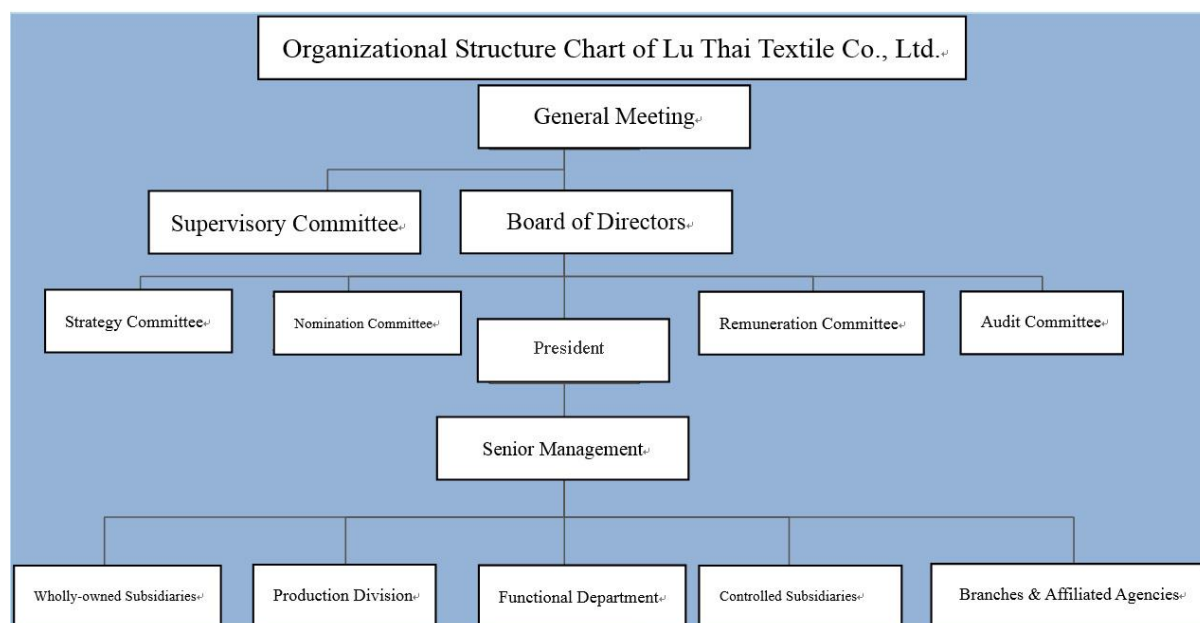 Organizational Structure Chart of Lu Thai Textile Co., Ltd.
General Meeting
Supervisory Committee
Board of Directors
Strategy Committee
Nomination Committee
President
Remuneration Committee
Audit Committee
Senior Management
Wholly-owned Subsidiaries
Production Division
Functional Department
Controlled Subsidiaries
Branches & Affiliated Agencies